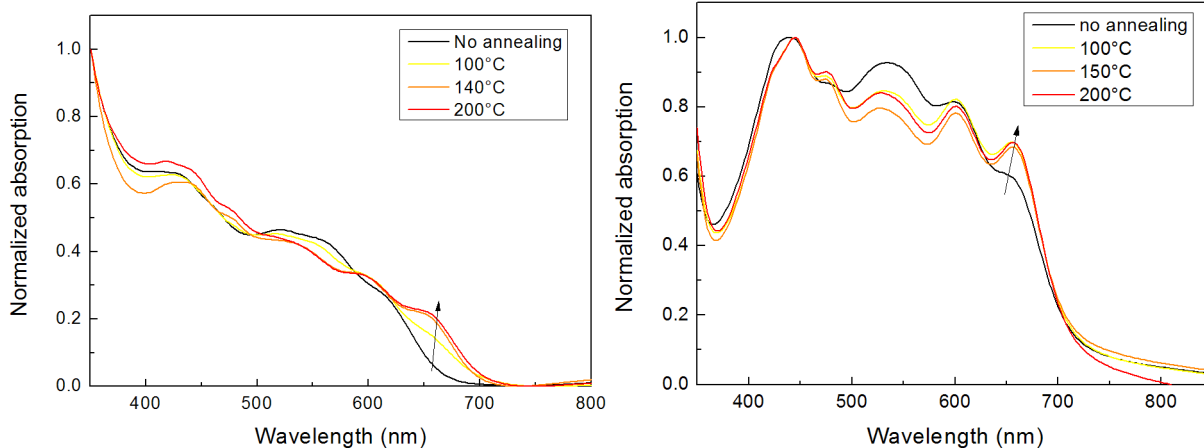 No annealing
100°C
140°C
200°C
Normalized absorption
1.0
0.8
0.6
0.4
0.2
0.0
400 500 600 700 800
Wavelength (nm)
no annealing
100°C
150°C
200°C
Normalized absorption
1.0
0.8
0.6
0.4
0.2
0.0
400 500 600 700 800
Wavelength (nm)